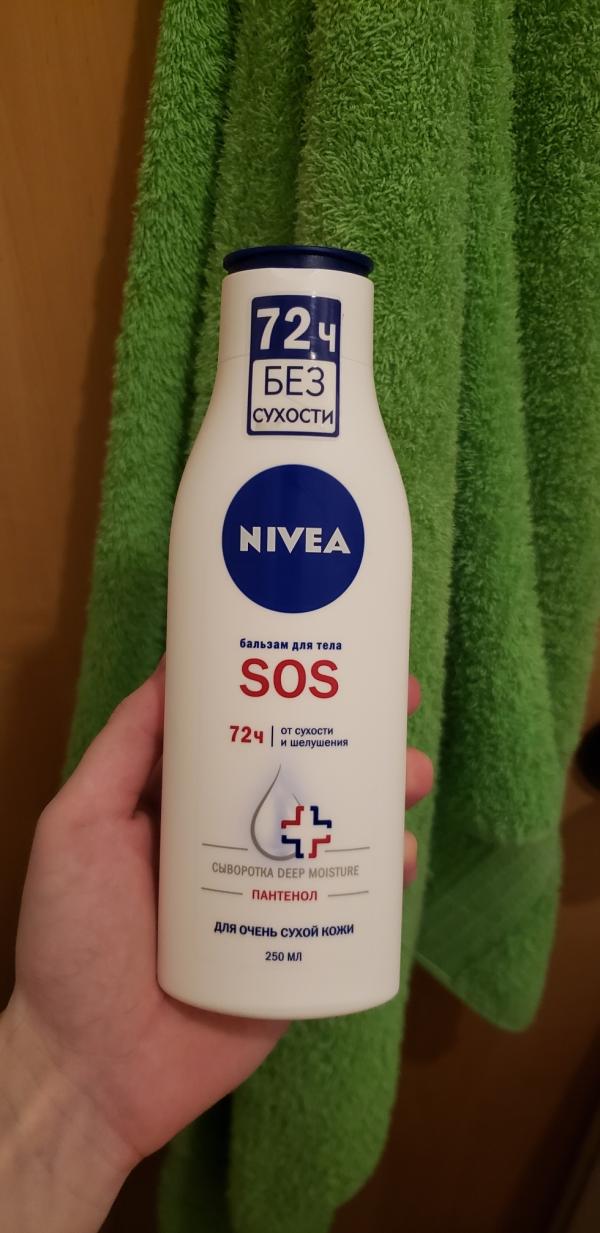 72ч
БЕЗ
СУХОСТИ
NIVEA
бальзам для тела
SOS
72ч | от сухости
и шелушения
СЫВОРОТКА DEEP MOISTURE
ПАНТЕНОЛ
ДЛЯ ОЧЕНЬ СУХОЙ КОЖИ
250 МЛ